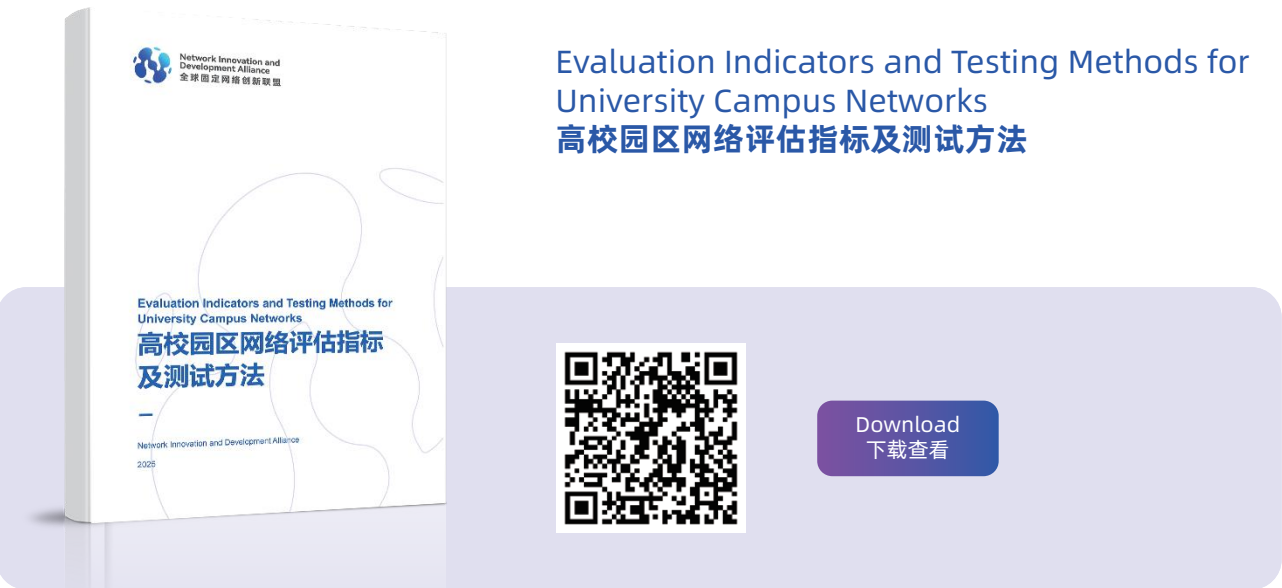 Network Innovation and
Development Alliance
全球固定网络创新联盟
Evaluation Indicators and Testing Methods for
University Campus Networks
高校园区网络评估指标
及测试方法
Network Innovation and Development Alliance
2025
Evaluation Indicators and Testing Methods for
University Campus Networks
高校园区网络评估指标及测试方法
Download
下载查看